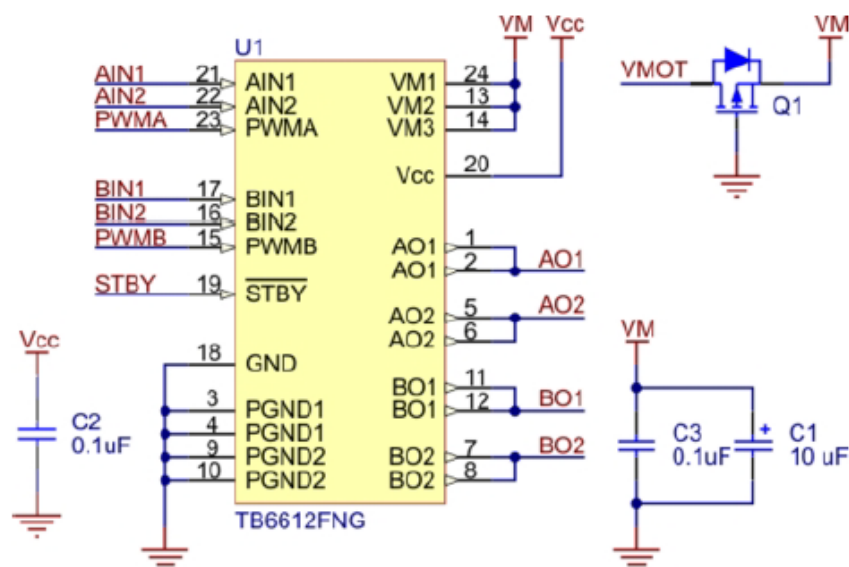 VM Vcc
VM
U1
VMOT
Q1
AIN1 21 AIN1 VM1 24
AIN2 22 AIN2 VM2 13
PWMA 23 PWMA VM3 14
Vcc 20
BIN1 17 BIN1
BIN2 16 BIN2
PWMB 15 PWMB
AO1 1
AO1 2 AO1
STBY 19 STBY
AO2 5 AO2
AO2 6
Vcc
VM
18 GND
BO1 11
BO1 12 BO1
3 PGND1
4 PGND1
9 PGND2
10 PGND2
BO2 7 BO2
BO2 8
C2
0.1uF
C3
0.1uF
C1
10 uF
+
TB6612FNG